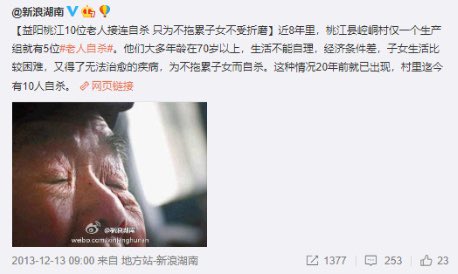 @新浪湖南
【益阳桃江10位老人接连自杀 只为不拖累子女不受折磨】近8年里,桃江县崆峒村仅一个生产
组就有5位#老人自杀#。他们大多年龄在70岁以上,生活不能自理,经济条件差,子女生活比
较困难,又得了无法治愈的疾病,为不拖累子女而自杀。这种情况20年前就已出现,村里迄今
有10人自杀。 网页链接
@新浪湖南
2013-12-13 09:00 来自 地方站-新浪湖南 1377 253 23